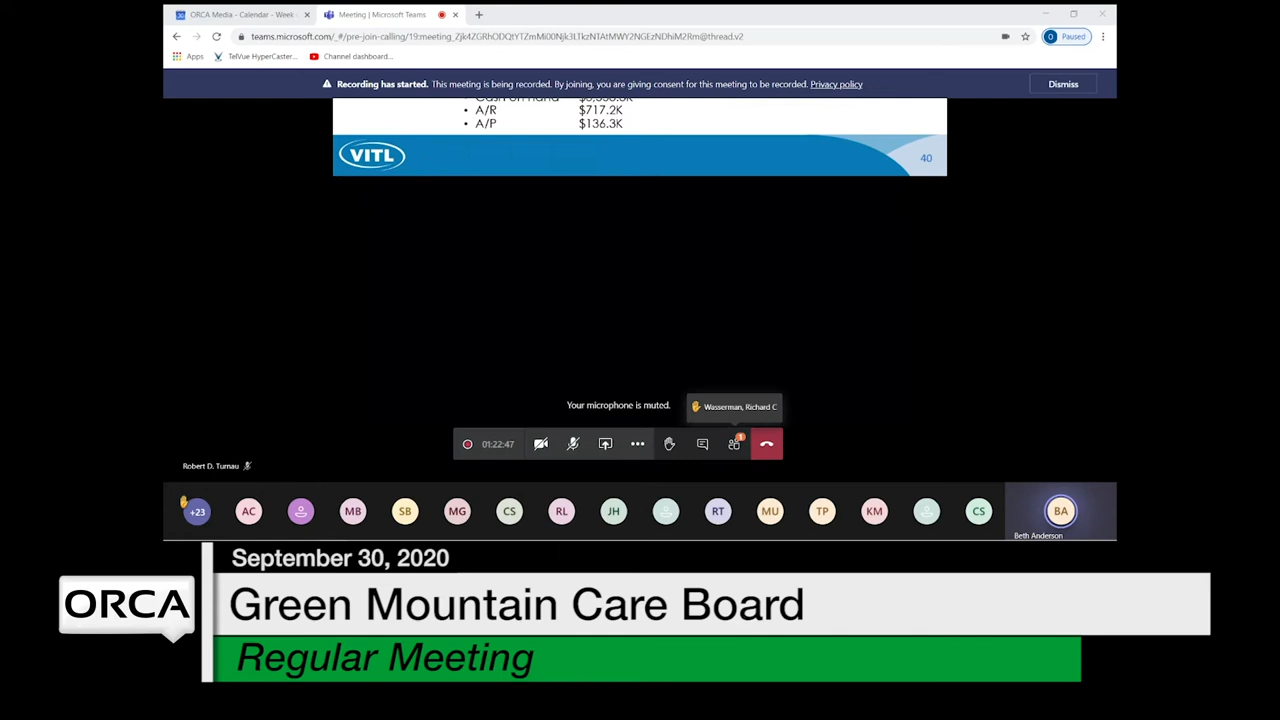 ORCA Media - Calendar - Week
Meeting | Microsoft Teams
teams.microsoft.com/_#/pre-join-calling/19:meeting_Zjk4ZGRhODQtYTZmMi00Njk3LTkzNTAtMWY2NGEzNDhiM2Rm@thread.v2
Paused
Apps
TelVue HyperCaster...
Channel dashboard...
Recording has started. This meeting is being recorded. By joining, you are giving consent for this meeting to be recorded. Privacy policy
Dismiss
Cash on hand
• A/R $717.2K
• A/P $136.3K
VITL
40
Your microphone is muted.
Wasserman, Richard C
01:22:47
1
Robert D. Turnau
+23 AC MB SB MG CS RL JH RT MU TP KM CS BA
Beth Anderson
September 30, 2020
ORCA
Green Mountain Care Board
Regular Meeting